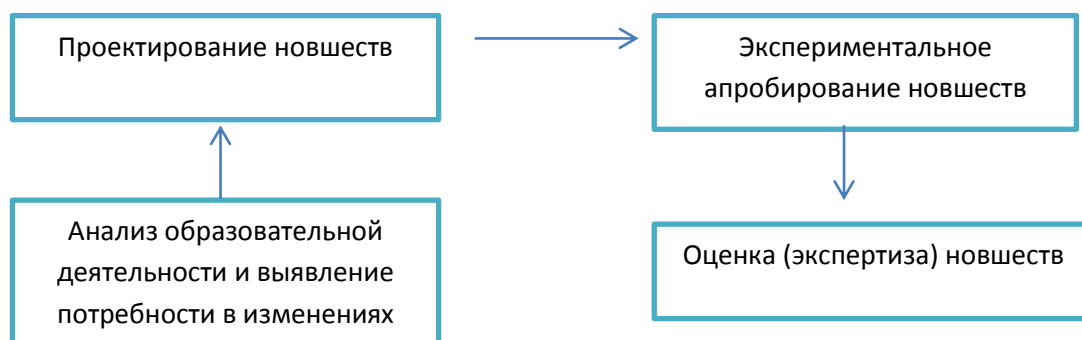 Проектирование новшеств
Экспериментальное
апробирование новшеств
Анализ образовательной
деятельности и выявление
потребности в изменениях
Оценка (экспертиза) новшеств